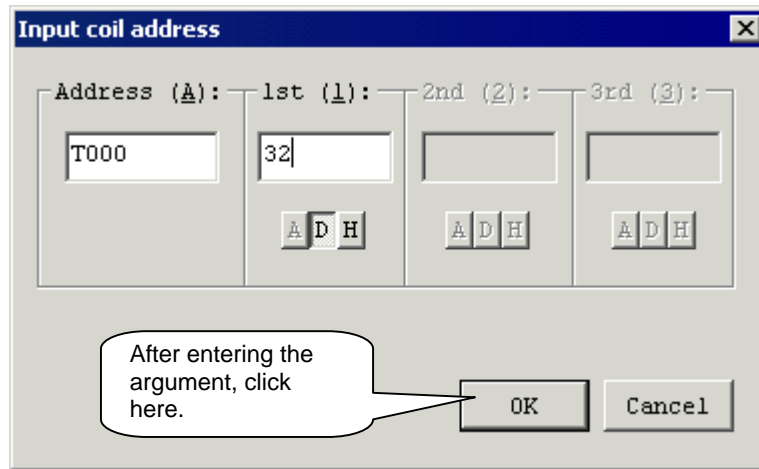 Input coil address
Address (A): 1st (1): 2nd (2): 3rd (3):
T000 32
A D H A D H A D H
After entering the
argument, click
here.
OK Cancel